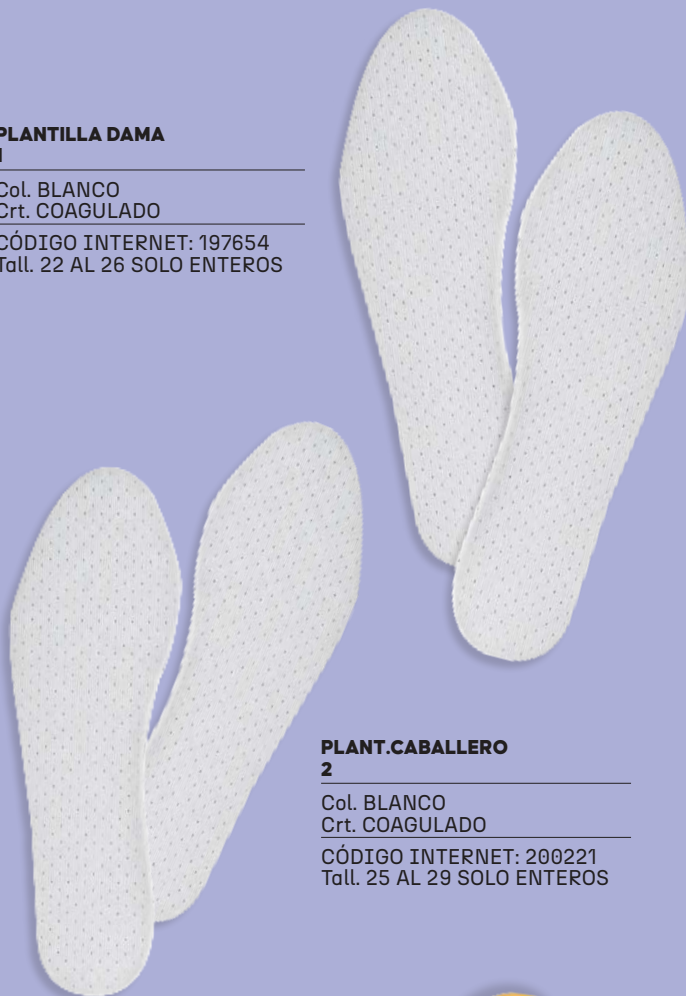 PLANTILLA DAMA
1
Col. BLANCO
Crt. COAGULADO
CÓDIGO INTERNET: 197654
Tall. 22 AL 26 SOLO ENTEROS
PLANT.CABALLERO
2
Col. BLANCO
Crt. COAGULADO
CÓDIGO INTERNET: 200221
Tall. 25 AL 29 SOLO ENTEROS